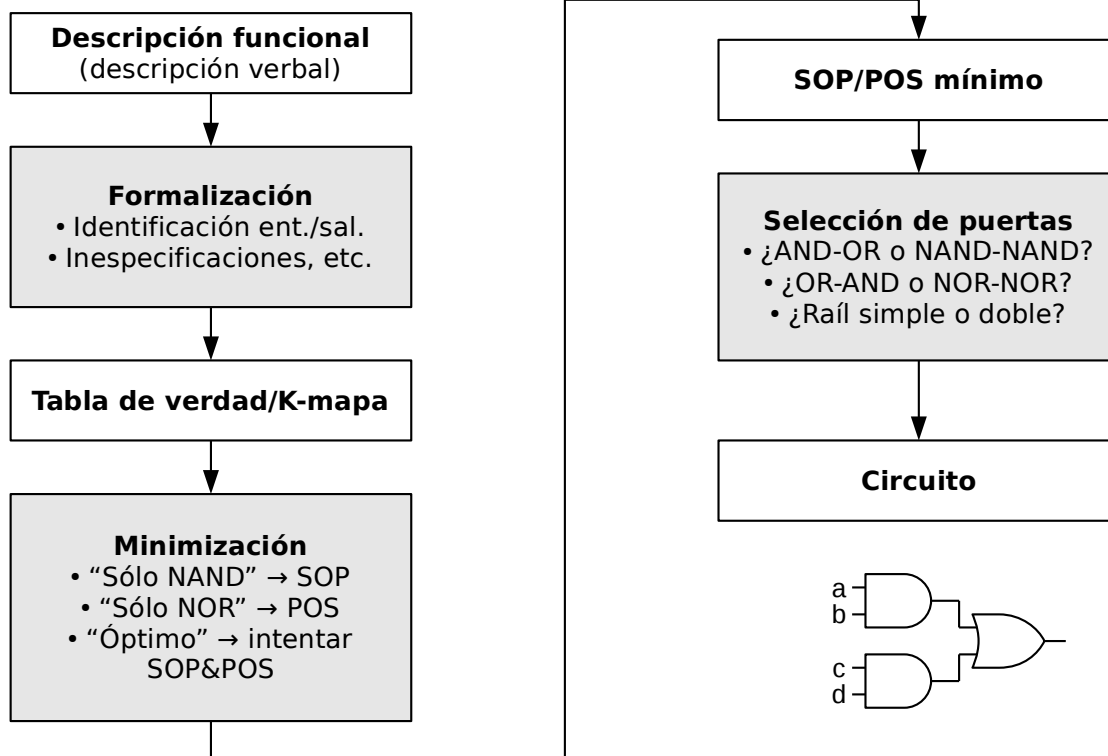 Descripción funcional
(descripción verbal)
Formalización
• Identificación ent./sal.
• Inespecificaciones, etc.
Tabla de verdad/K-mapa
Minimización
• “Sólo NAND” → SOP
• “Sólo NOR” → POS
• “Óptimo” → intentar
SOP&POS
SOP/POS mínimo
Selección de puertas
• ¿AND-OR o NAND-NAND?
• ¿OR-AND o NOR-NOR?
• ¿Raíl simple o doble?
Circuito
a
b
c
d